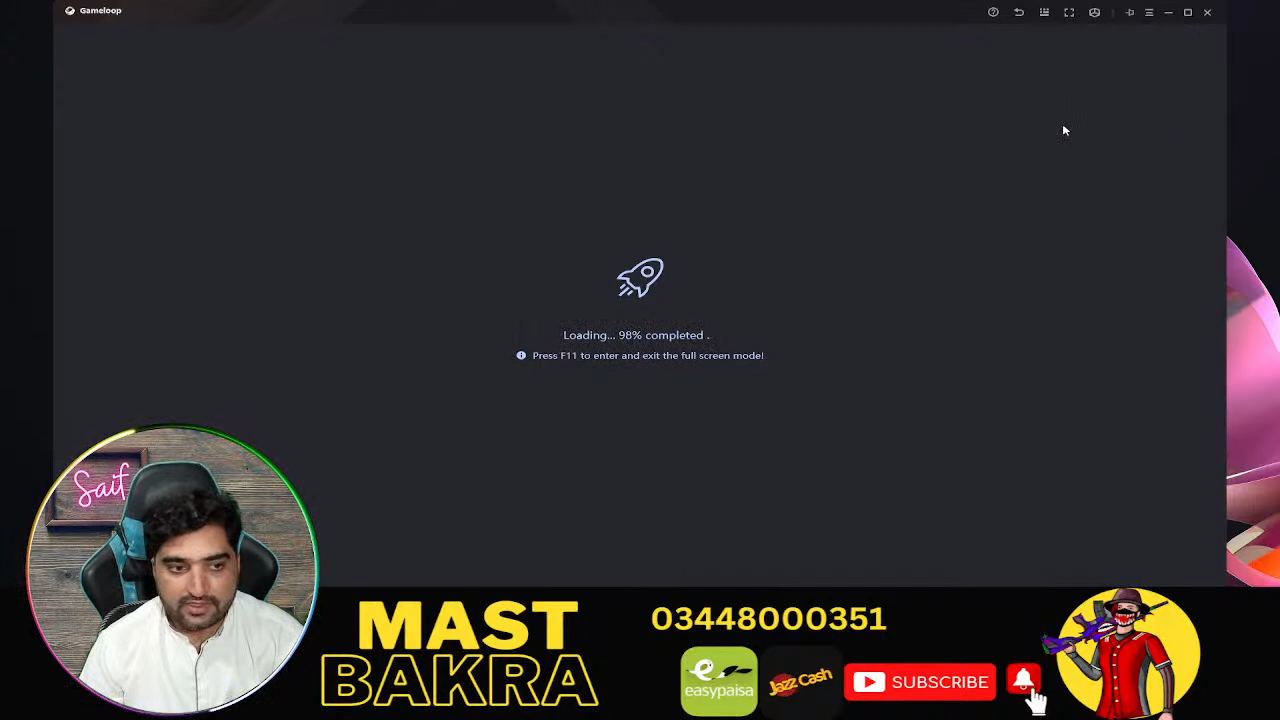 Gameloop
Loading... 98% completed .
Press F11 to enter and exit the full screen mode!
Saif
MAST
BAKRA
03448000351
easypaisa
JazzCash
SUBSCRIBE